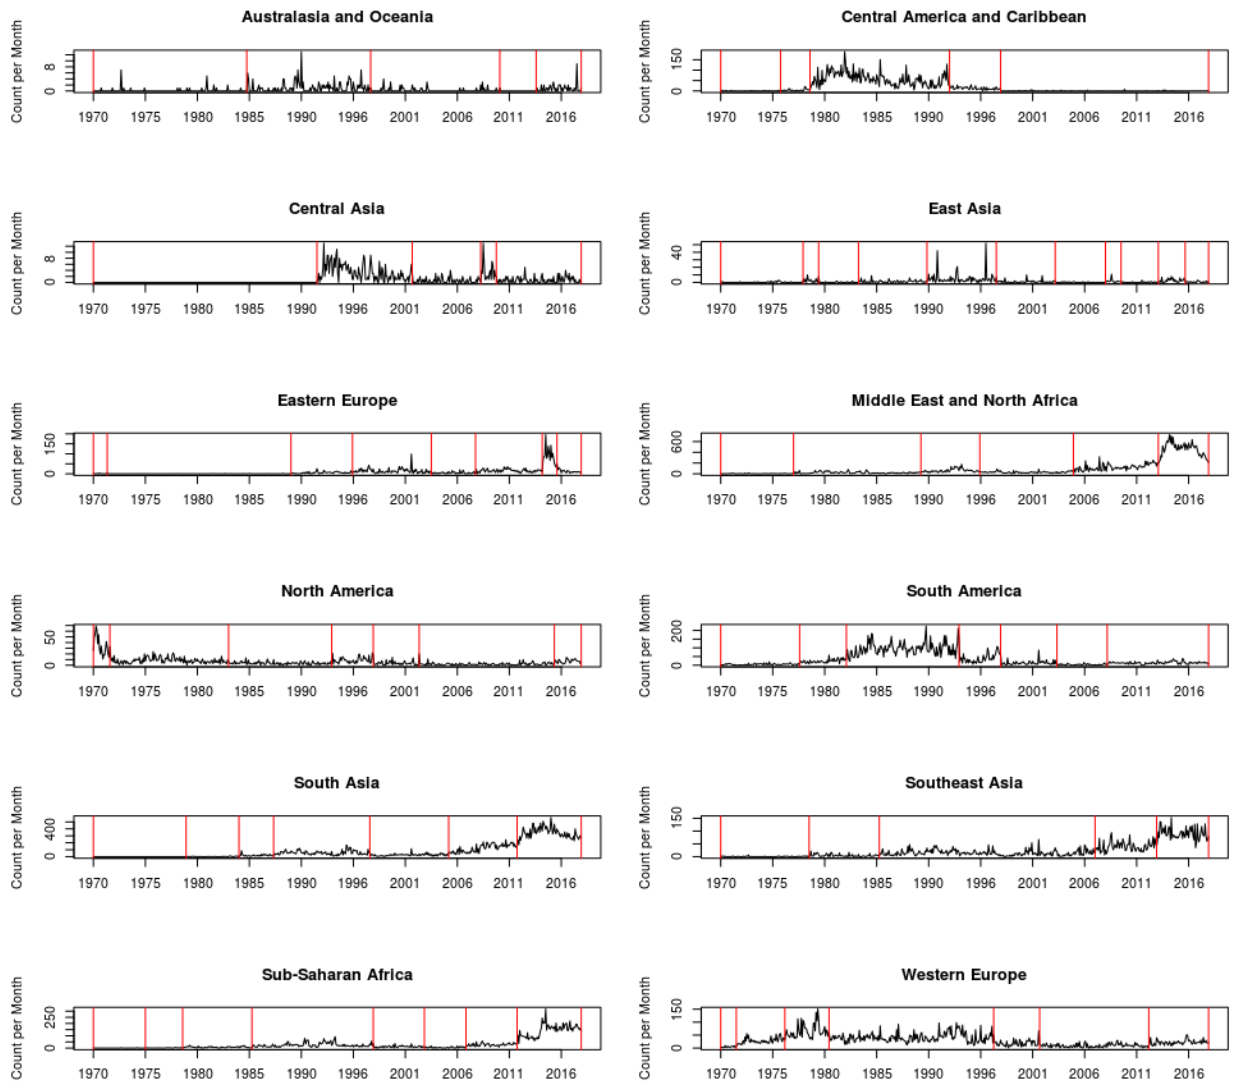 Australasia and Oceania
Count per Month
8
0
1970 1975 1980 1985 1990 1996 2001 2006 2011 2016
Central America and Caribbean
Count per Month
150
0
1970 1975 1980 1985 1990 1996 2001 2006 2011 2016
Central Asia
Count per Month
8
0
1970 1975 1980 1985 1990 1996 2001 2006 2011 2016
East Asia
Count per Month
40
0
1970 1975 1980 1985 1990 1996 2001 2006 2011 2016
Eastern Europe
Count per Month
150
0
1970 1975 1980 1985 1990 1996 2001 2006 2011 2016
Middle East and North Africa
Count per Month
600
0
1970 1975 1980 1985 1990 1996 2001 2006 2011 2016
North America
Count per Month
50
0
1970 1975 1980 1985 1990 1996 2001 2006 2011 2016
South America
Count per Month
200
0
1970 1975 1980 1985 1990 1996 2001 2006 2011 2016
South Asia
Count per Month
400
0
1970 1975 1980 1985 1990 1996 2001 2006 2011 2016
Southeast Asia
Count per Month
150
0
1970 1975 1980 1985 1990 1996 2001 2006 2011 2016
Sub-Saharan Africa
Count per Month
250
0
1970 1975 1980 1985 1990 1996 2001 2006 2011 2016
Western Europe
Count per Month
150
0
1970 1975 1980 1985 1990 1996 2001 2006 2011 2016